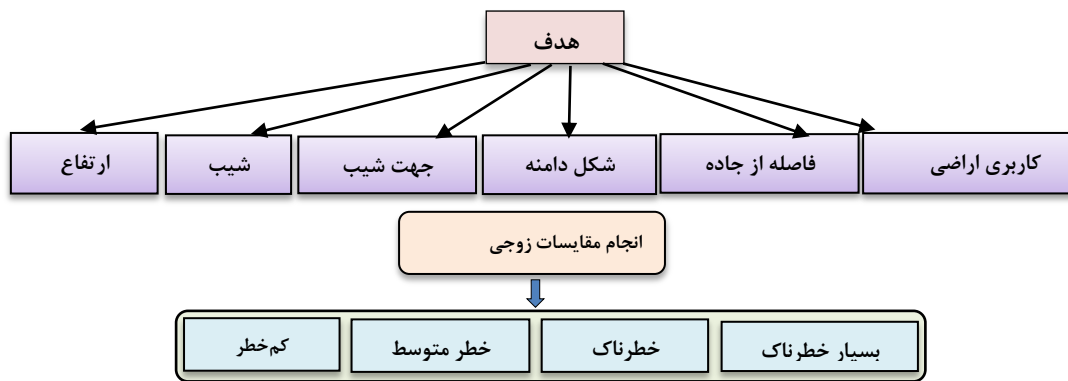 هدف
کاربری اراضی
فاصله از جاده
شکل دامنه
جهت شیب
شیب
ارتفاع
انجام مقایسات زوجی
بسیار خطرناک
خطرناک
خطر متوسط
کم‌خطر